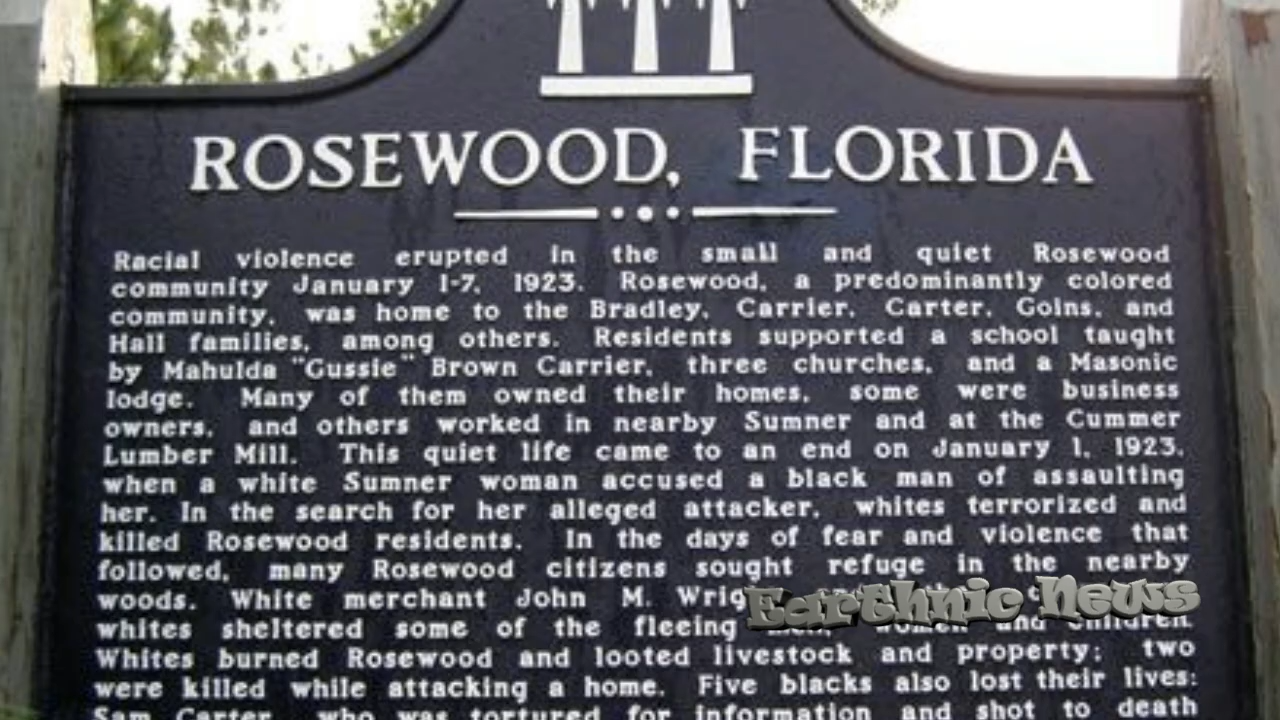 ROSEWOOD, FLORIDA
Racial violence erupted in the small and quiet Rosewood
community January 1-7, 1923. Rosewood, a predominantly colored
community, was home to the Bradley, Carrier, Carter, Goins, and
Hall families, among others. Residents supported a school taught
by Mahulda "Gussie" Brown Carrier, three churches, and a Masonic
lodge. Many of them owned their homes, some were business
owners, and others worked in nearby Sumner and at the Cummer
Lumber Mill. This quiet life came to an end on January 1, 1923,
when a white Sumner woman accused a black man of assaulting
her. In the search for her alleged attacker, whites terrorized and
killed Rosewood residents. In the days of fear and violence that
followed, many Rosewood citizens sought refuge in the nearby
woods. White merchant John M.
Earthnic News
whites sheltered some of the fleeing women and children.
Whites burned Rosewood and looted livestock and property; two
were killed while attacking a home. Five blacks also lost their lives:
Sam Carter, who was tortured for information and shot to death